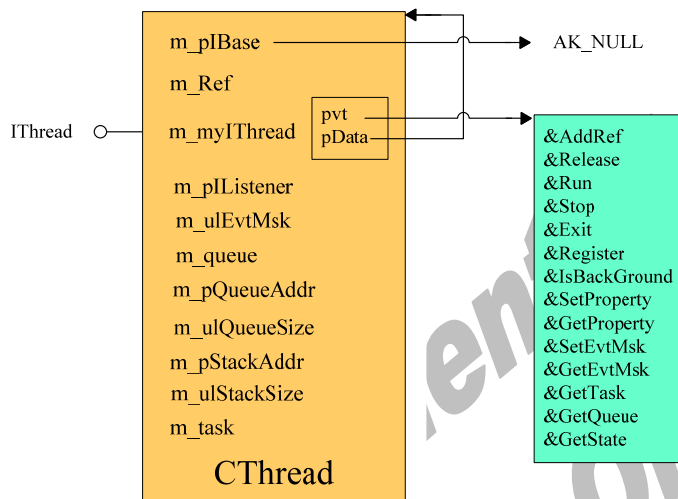 m_pIBase
AK_NULL
m_Ref
IThread
m_myIThread
pvt
pData
m_pIListener
m_ulEvtMsk
m_queue
m_pQueueAddr
m_ulQueueSize
m_pStackAddr
m_ulStackSize
m_task
CThread
&AddRef
&Release
&Run
&Stop
&Exit
&Register
&IsBackGround
&SetProperty
&GetProperty
&SetEvtMsk
&GetEvtMsk
&GetTask
&GetQueue
&GetState